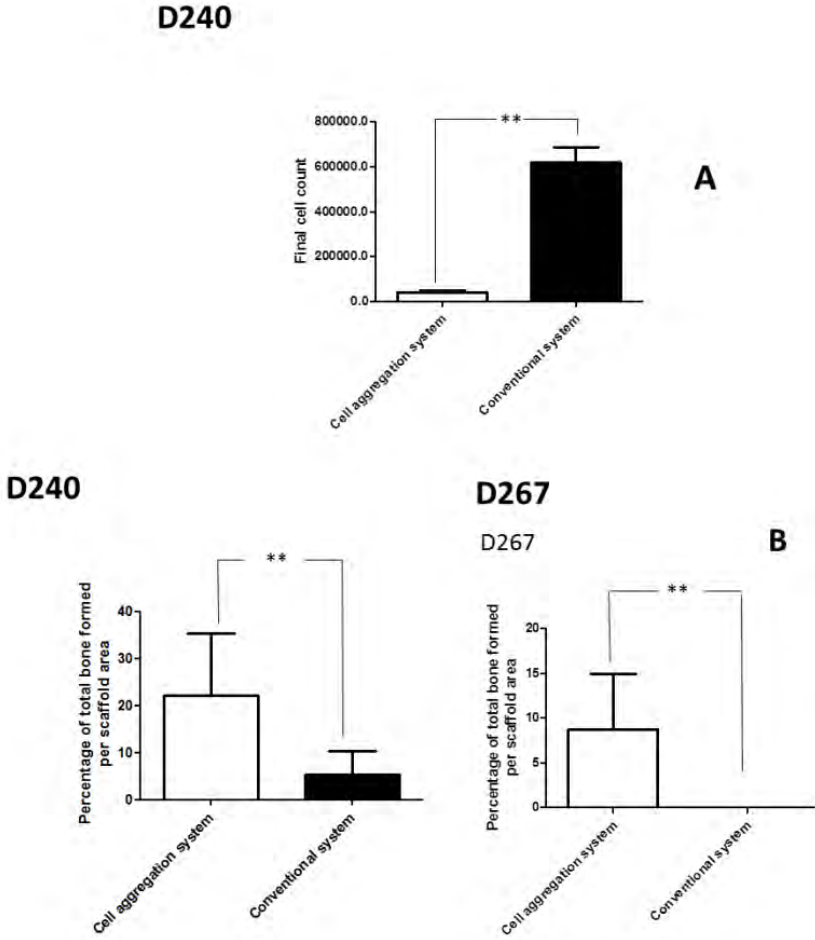 D240
**
800000.0
600000.0
400000.0
200000.0
0.0
Final cell count
A
Cell aggregation system
Conventional system
D240
**
40
30
20
10
0
Percentage of total bone formed
per scaffold area
Cell aggregation system
Conventional system
D267
D267
B
**
20
15
10
5
0
Percentage of total bone formed
per scaffold area
Cell aggregation system
Conventional system